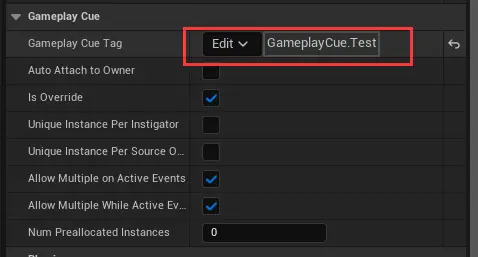 Gameplay Cue
Gameplay Cue Tag Edit GameplayCue.Test
Auto Attach to Owner
Is Override
Unique Instance Per Instigator
Unique Instance Per Source O...
Allow Multiple on Active Events
Allow Multiple While Active Ev...
Num Preallocated Instances 0